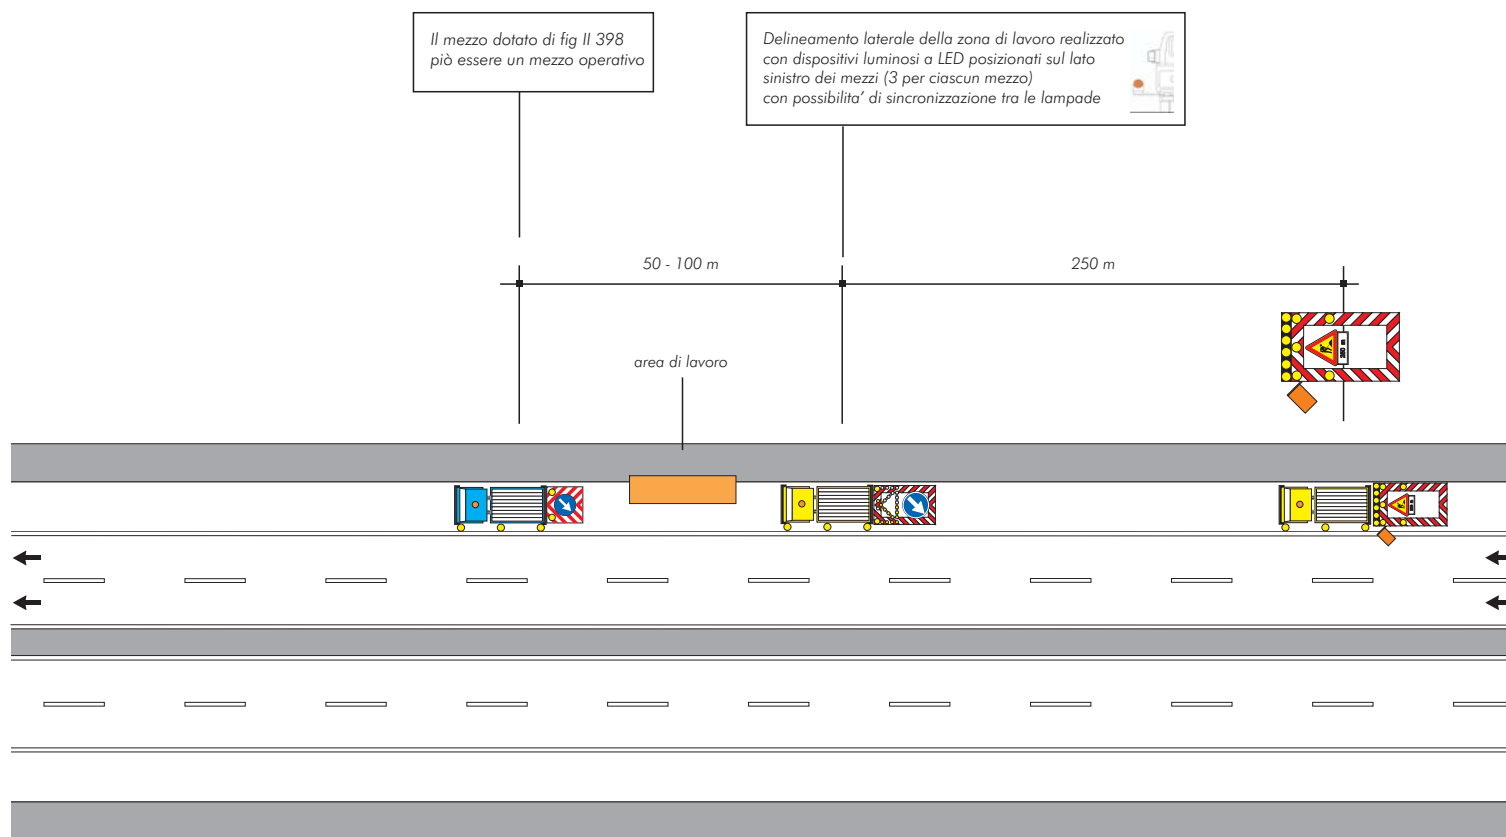 Il mezzo dotato di fig II 398
piò essere un mezzo operativo
Delineamento laterale della zona di lavoro realizzato
con dispositivi luminosi a LED posizionati sul lato
sinistro dei mezzi (3 per ciascun mezzo)
con possibilita’ di sincronizzazione tra le lampade
50 - 100 m
250 m
area di lavoro